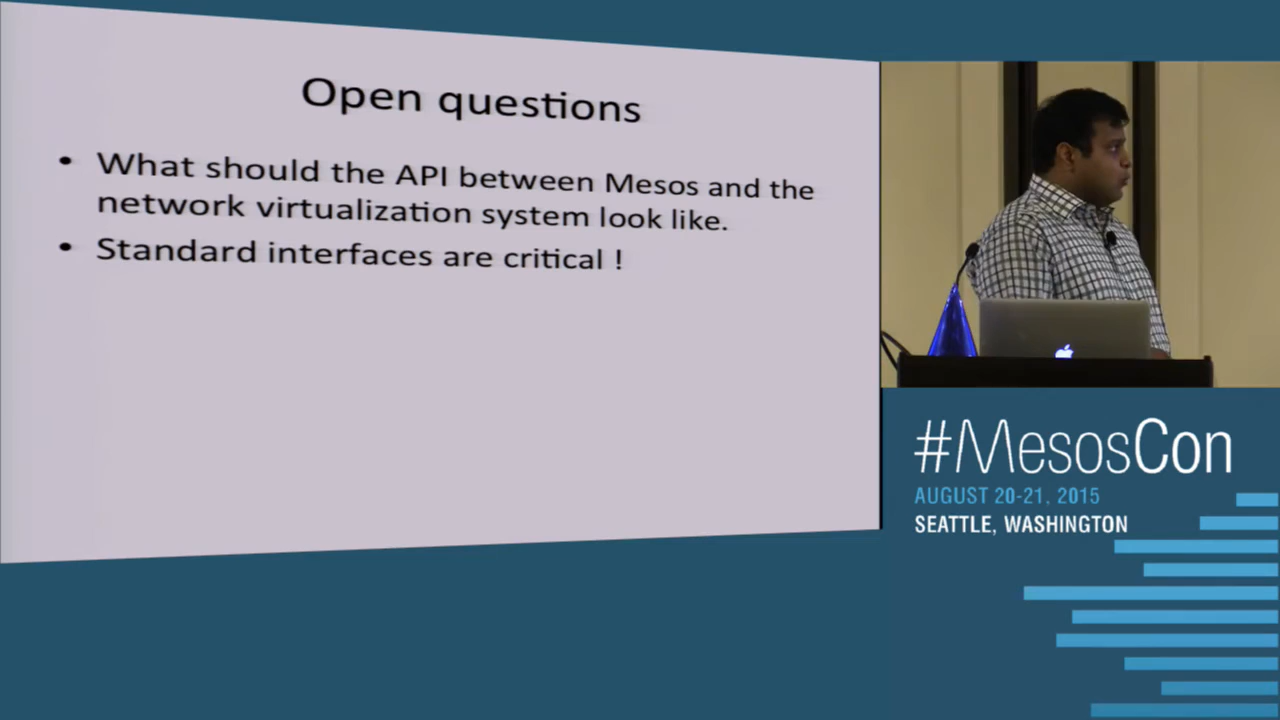 Open questions
• What should the API between Mesos and the
network virtualization system look like.
• Standard interfaces are critical !
#MesosCon
AUGUST 20-21, 2015
SEATTLE, WASHINGTON